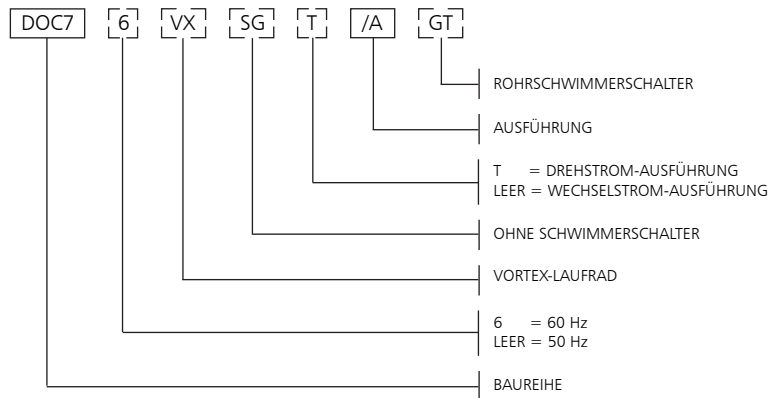 DOC7 6 VX SG T /A GT
ROHRSCHWIMMERSCHALTER
AUSFÜHRUNG
T = DREHSTROM-AUSFÜHRUNG
LEER = WECHSELSTROM-AUSFÜHRUNG
OHNE SCHWIMMERSCHALTER
VORTEX-LAUFRAD
6 = 60 Hz
LEER = 50 Hz
BAUREIHE